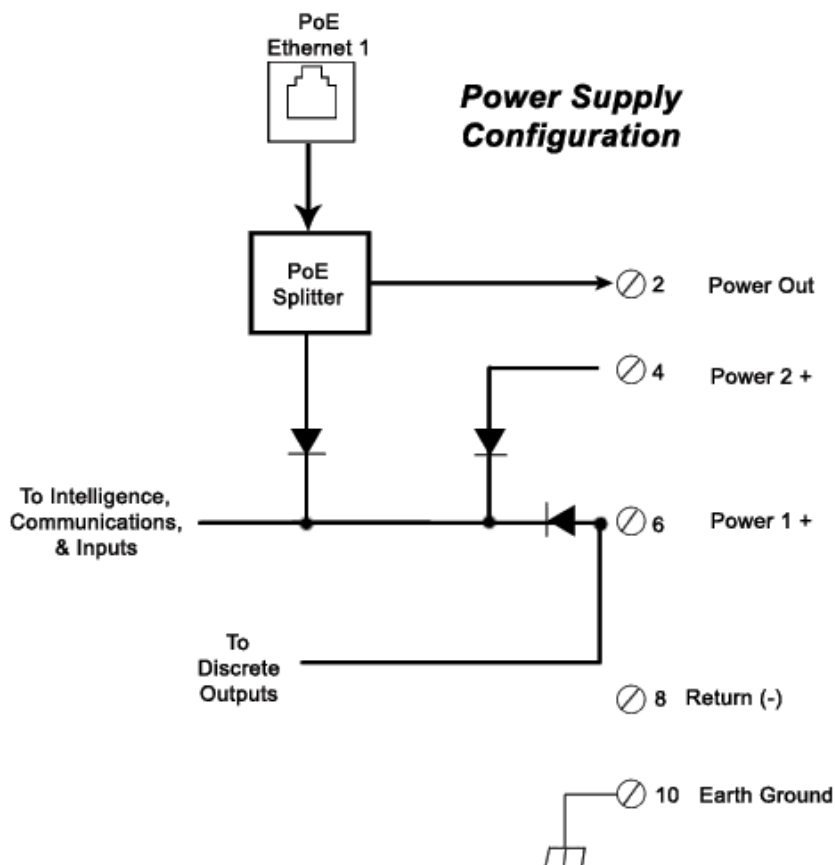 PoE
Ethernet 1
Power Supply
Configuration
PoE
Splitter
2 Power Out
4 Power 2 +
To Intelligence,
Communications,
& Inputs
6 Power 1 +
To
Discrete
Outputs
8 Return (-)
10 Earth Ground